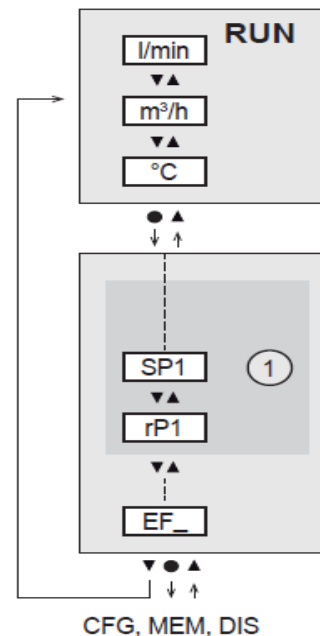 RUN
l/min
▼▲
m³/h
▼▲
°C
● ▲
↓ ↑
SP1
1
▼▲
rP1
▼▲
EF_
▼ ● ▲
↓ ↑
CFG, MEM, DIS